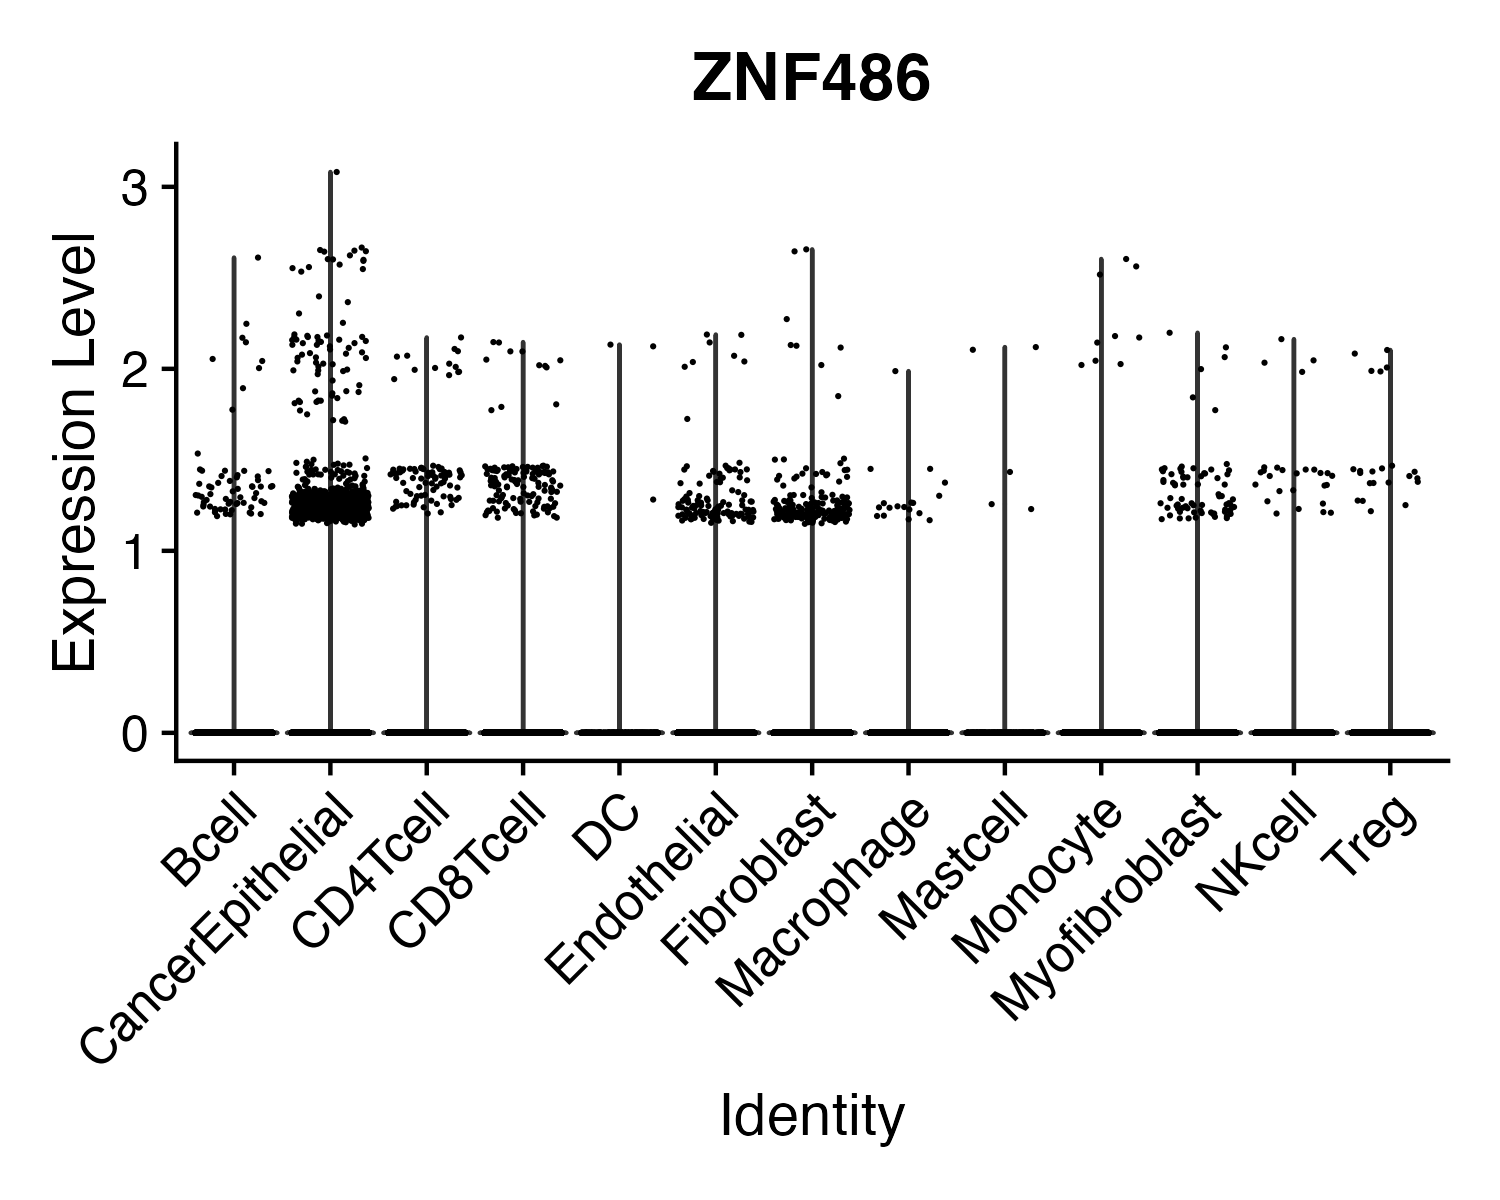 ZNF486
Expression Level
3
2
1
0
Bcell
CancerEpithelial
CD4Tcell
CD8Tcell
DC
Endothelial
Fibroblast
Macrophage
Mastcell
Monocyte
Myofibroblast
NKcell
Treg
Identity